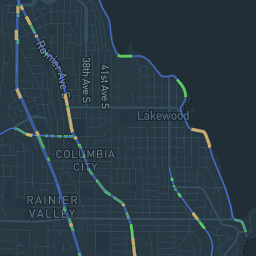 Rainier Ave S
38th Ave S
41st Ave S
Lakewood
COLUMBIA
CITY
RAINIER
VALLEY